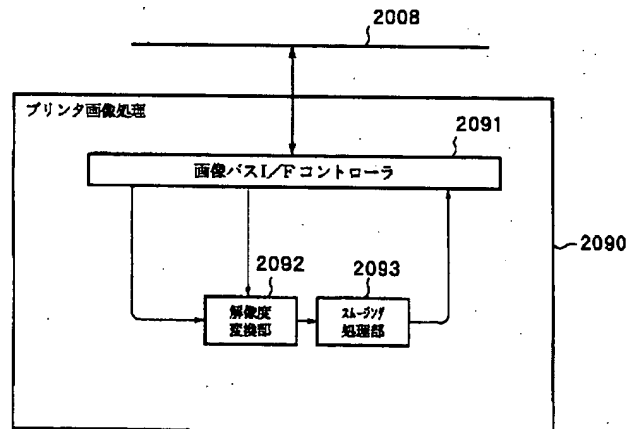 2008
プリンタ画像処理
2091
画像バスI/Fコントローラ
2090
2092
2093
解像度
変換部
スムージング
処理部